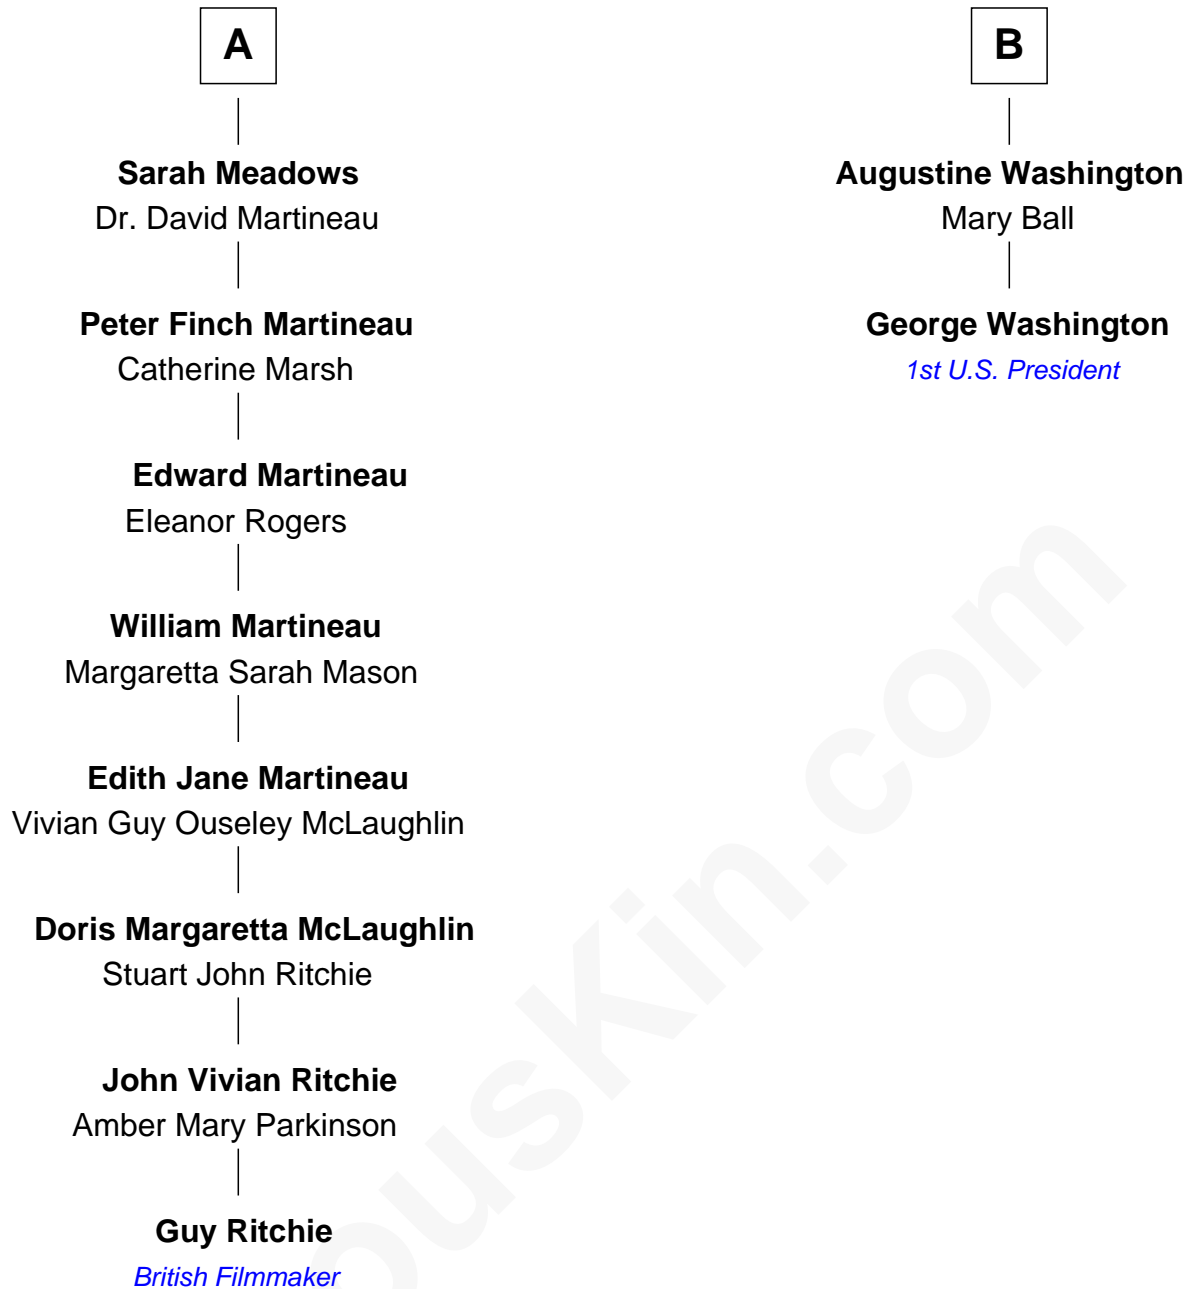 A
Sarah Meadows
Dr. David Martineau
Peter Finch Martineau
Catherine Marsh
Edward Martineau
Eleanor Rogers
William Martineau
Margaretta Sarah Mason
Edith Jane Martineau
Vivian Guy Ouseley McLaughlin
Doris Margaretta McLaughlin
Stuart John Ritchie
John Vivian Ritchie
Amber Mary Parkinson
Guy Ritchie
British Filmmaker
B
Augustine Washington
Mary Ball
George Washington
1st U.S. President
ousKin.com